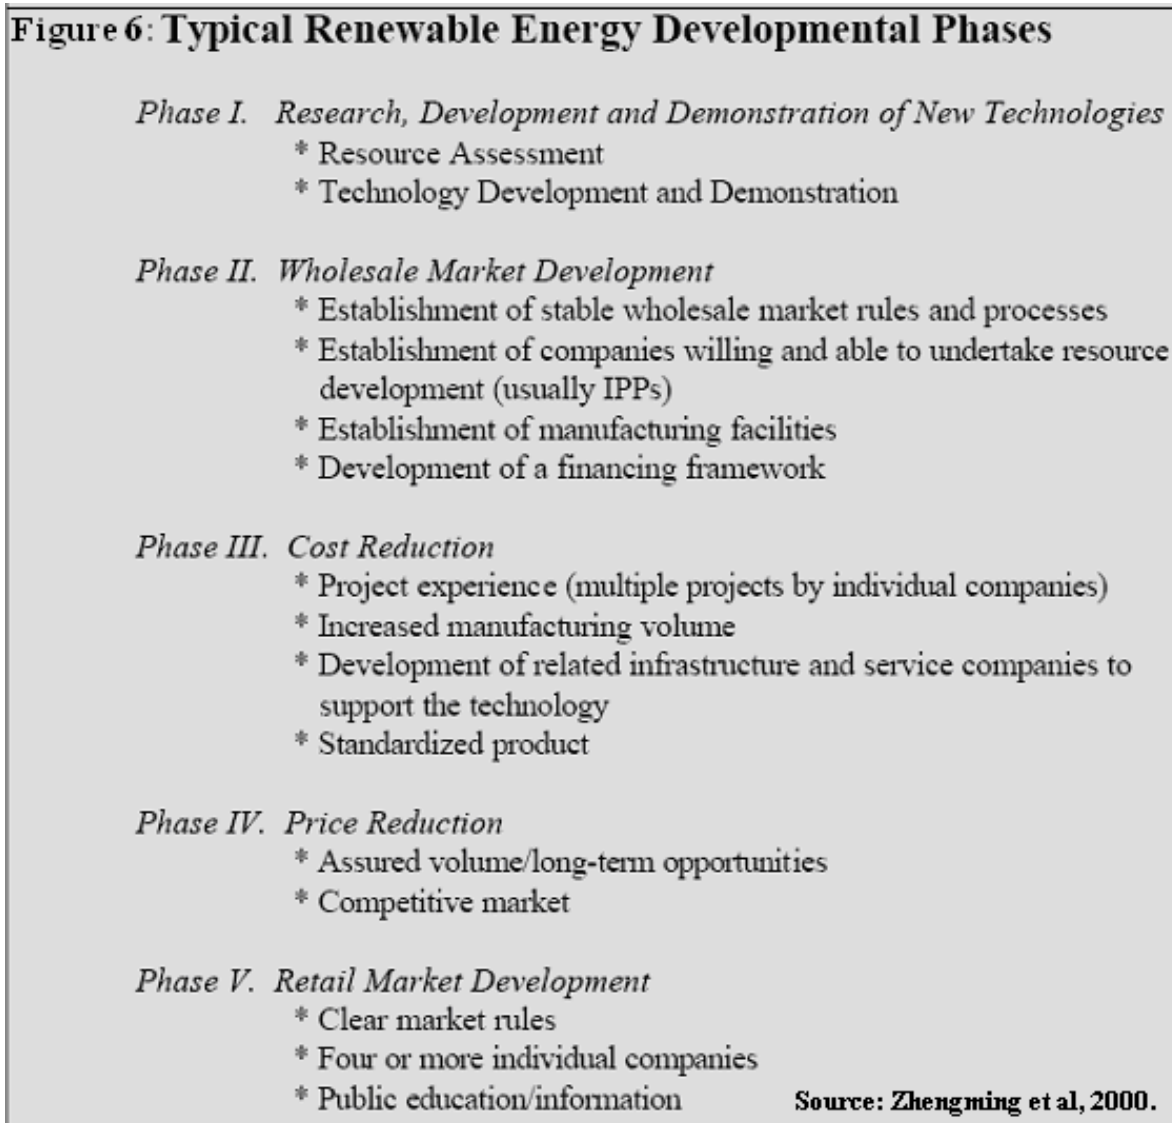 Figure 6: Typical Renewable Energy Developmental Phases
Phase I. Research, Development and Demonstration of New Technologies
* Resource Assessment
* Technology Development and Demonstration
Phase II. Wholesale Market Development
* Establishment of stable wholesale market rules and processes
* Establishment of companies willing and able to undertake resource
development (usually IPPs)
* Establishment of manufacturing facilities
* Development of a financing framework
Phase III. Cost Reduction
* Project experience (multiple projects by individual companies)
* Increased manufacturing volume
* Development of related infrastructure and service companies to
support the technology
* Standardized product
Phase IV. Price Reduction
* Assured volume/long-term opportunities
* Competitive market
Phase V. Retail Market Development
* Clear market rules
* Four or more individual companies
* Public education/information
Source: Zhengming et al, 2000.